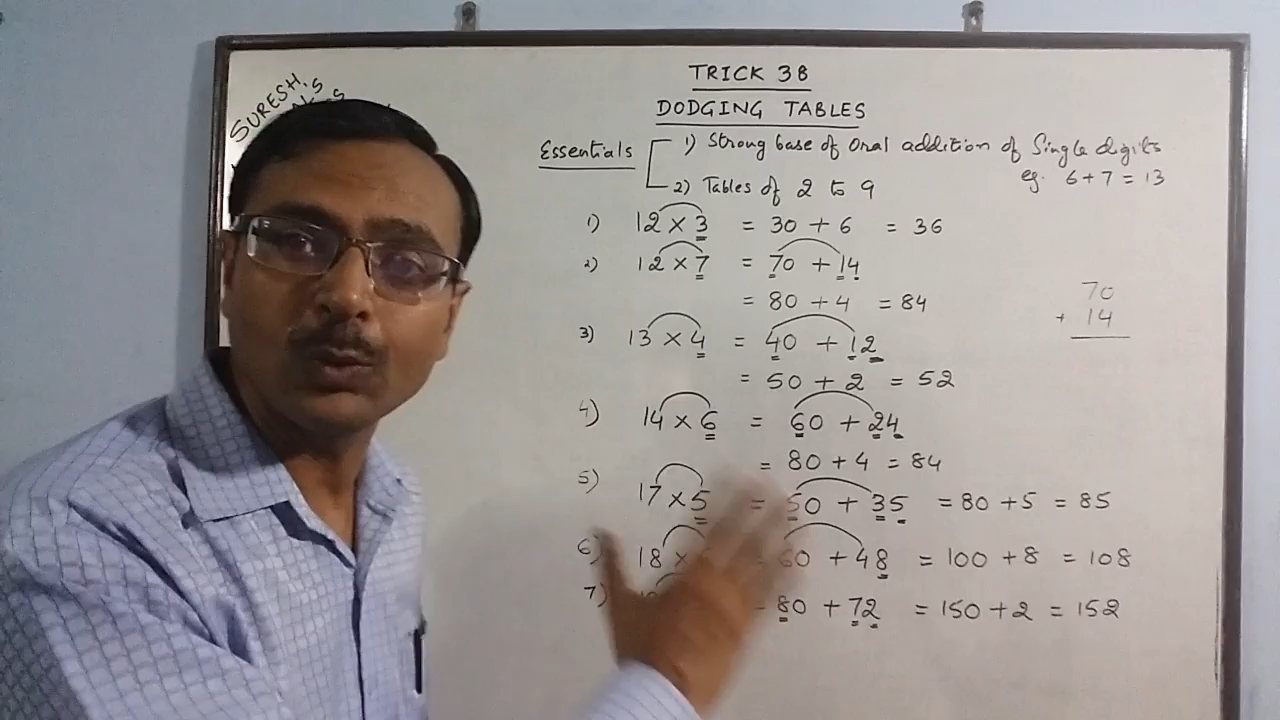 SURESH'S
TRICK 38
DODGING TABLES
Essentials
1) Strong base of oral addition of Single digits
eg. 6+7 = 13
2) Tables of 2 to 9
1) 12 × 3 = 30 + 6 = 36
2) 12 × 7 = 70 + 14
= 80 + 4 = 84
70
+ 14
3) 13 × 4 = 40 + 12
= 50 + 2 = 52
4) 14 × 6 = 60 + 24
= 80 + 4 = 84
5) 17 × 5 = 50 + 35 = 80 + 5 = 85
6) 18 × = 60 + 48 = 100 + 8 = 108
7) = 80 + 72 = 150 + 2 = 152